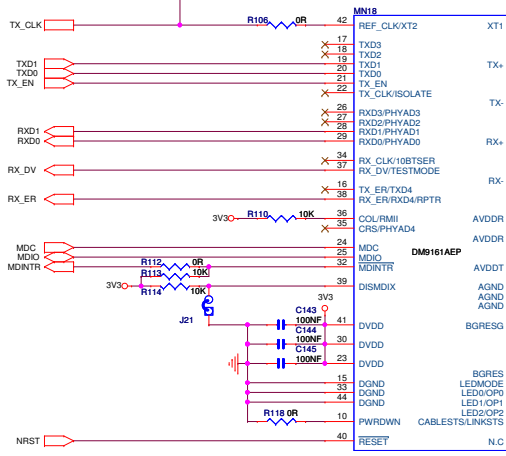 MN18
TX_CLK R106 0R 42 REF_CLK/XT2 XT1
17 TXD3
18 TXD2
TXD1 19 TXD1 TX+
TXD0 20 TXD0
TX_EN 21 TX_EN
22 TX_CLK/ISOLATE
TX-
26 RXD3/PHYAD3
27 RXD2/PHYAD2
RXD1 28 RXD1/PHYAD1
RXD0 29 RXD0/PHYAD0 RX+
34 RX_CLK/10BTSER
RX_DV 37 RX_DV/TESTMODE
RX-
16 TX_ER/TXD4
RX_ER 38 RX_ER/RXD4/RPTR
3V3 R110 10K 36 COL/RMII AVDDR
35 CRS/PHYAD4
AVDDR
MDC 24 MDC DM9161AEP
MDIO 25 MDIO
MDINTR R112 0R 32 MDINTR AVDDT
R113 10K
3V3 R114 10K 39 DISMDIX AGND
3V3 AGND
AGND
J21 C143
100NF 41 DVDD BGRESG
C144
100NF 30 DVDD
C145
100NF 23 DVDD
BGRES
15 DGND LEDMODE
33 DGND LED0/OP0
44 DGND LED1/OP1
LED2/OP2
R118 0R 10 PWRDWN CABLESTS/LINKSTS
NRST 40 RESET N.C